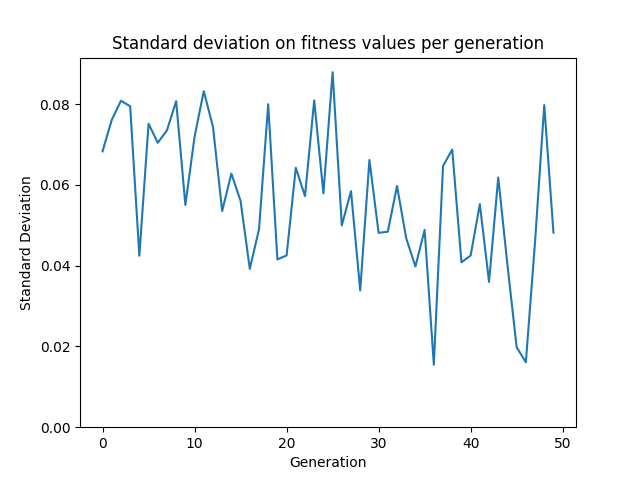 Standard deviation on fitness values per generation
0.08
0.06
0.04
0.02
0.00
Standard Deviation
0 10 20 30 40 50
Generation